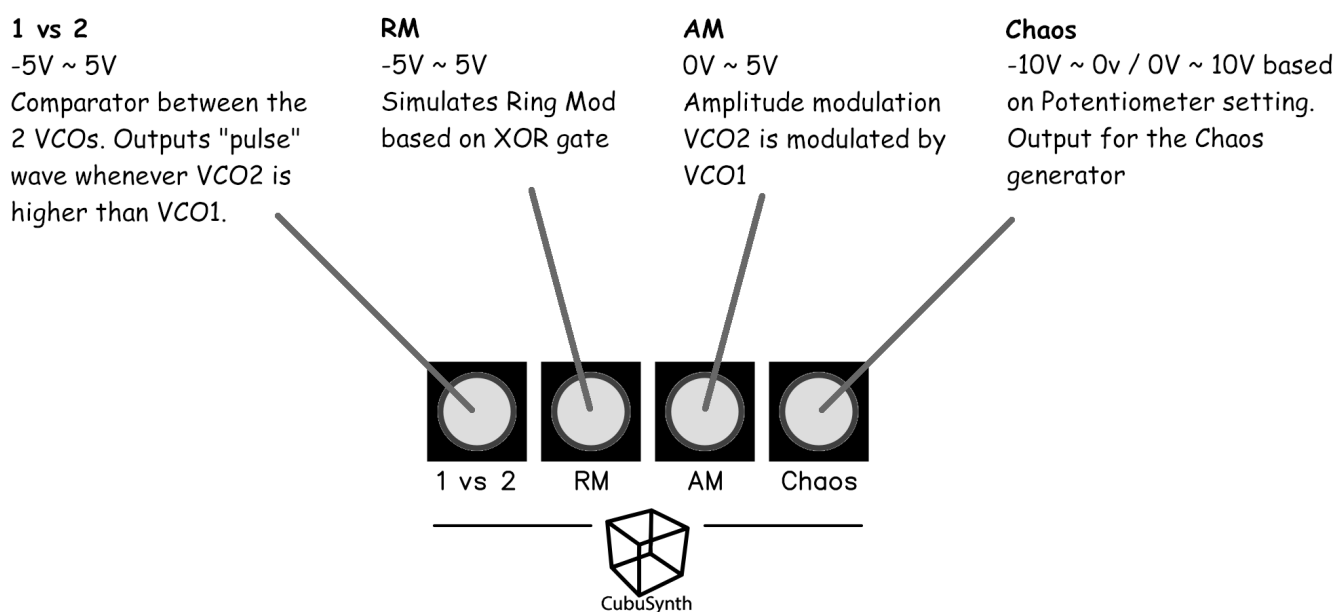 1 vs 2
-5V ~ 5V
Comparator between the
2 VCOs. Outputs "pulse"
wave whenever VCO2 is
higher than VCO1.
RM
-5V ~ 5V
Simulates Ring Mod
based on XOR gate
AM
0V ~ 5V
Amplitude modulation
VCO2 is modulated by
VCO1
Chaos
-10V ~ 0v / 0V ~ 10V based
on Potentiometer setting.
Output for the Chaos
generator
1 vs 2
RM
AM
Chaos
CubuSynth